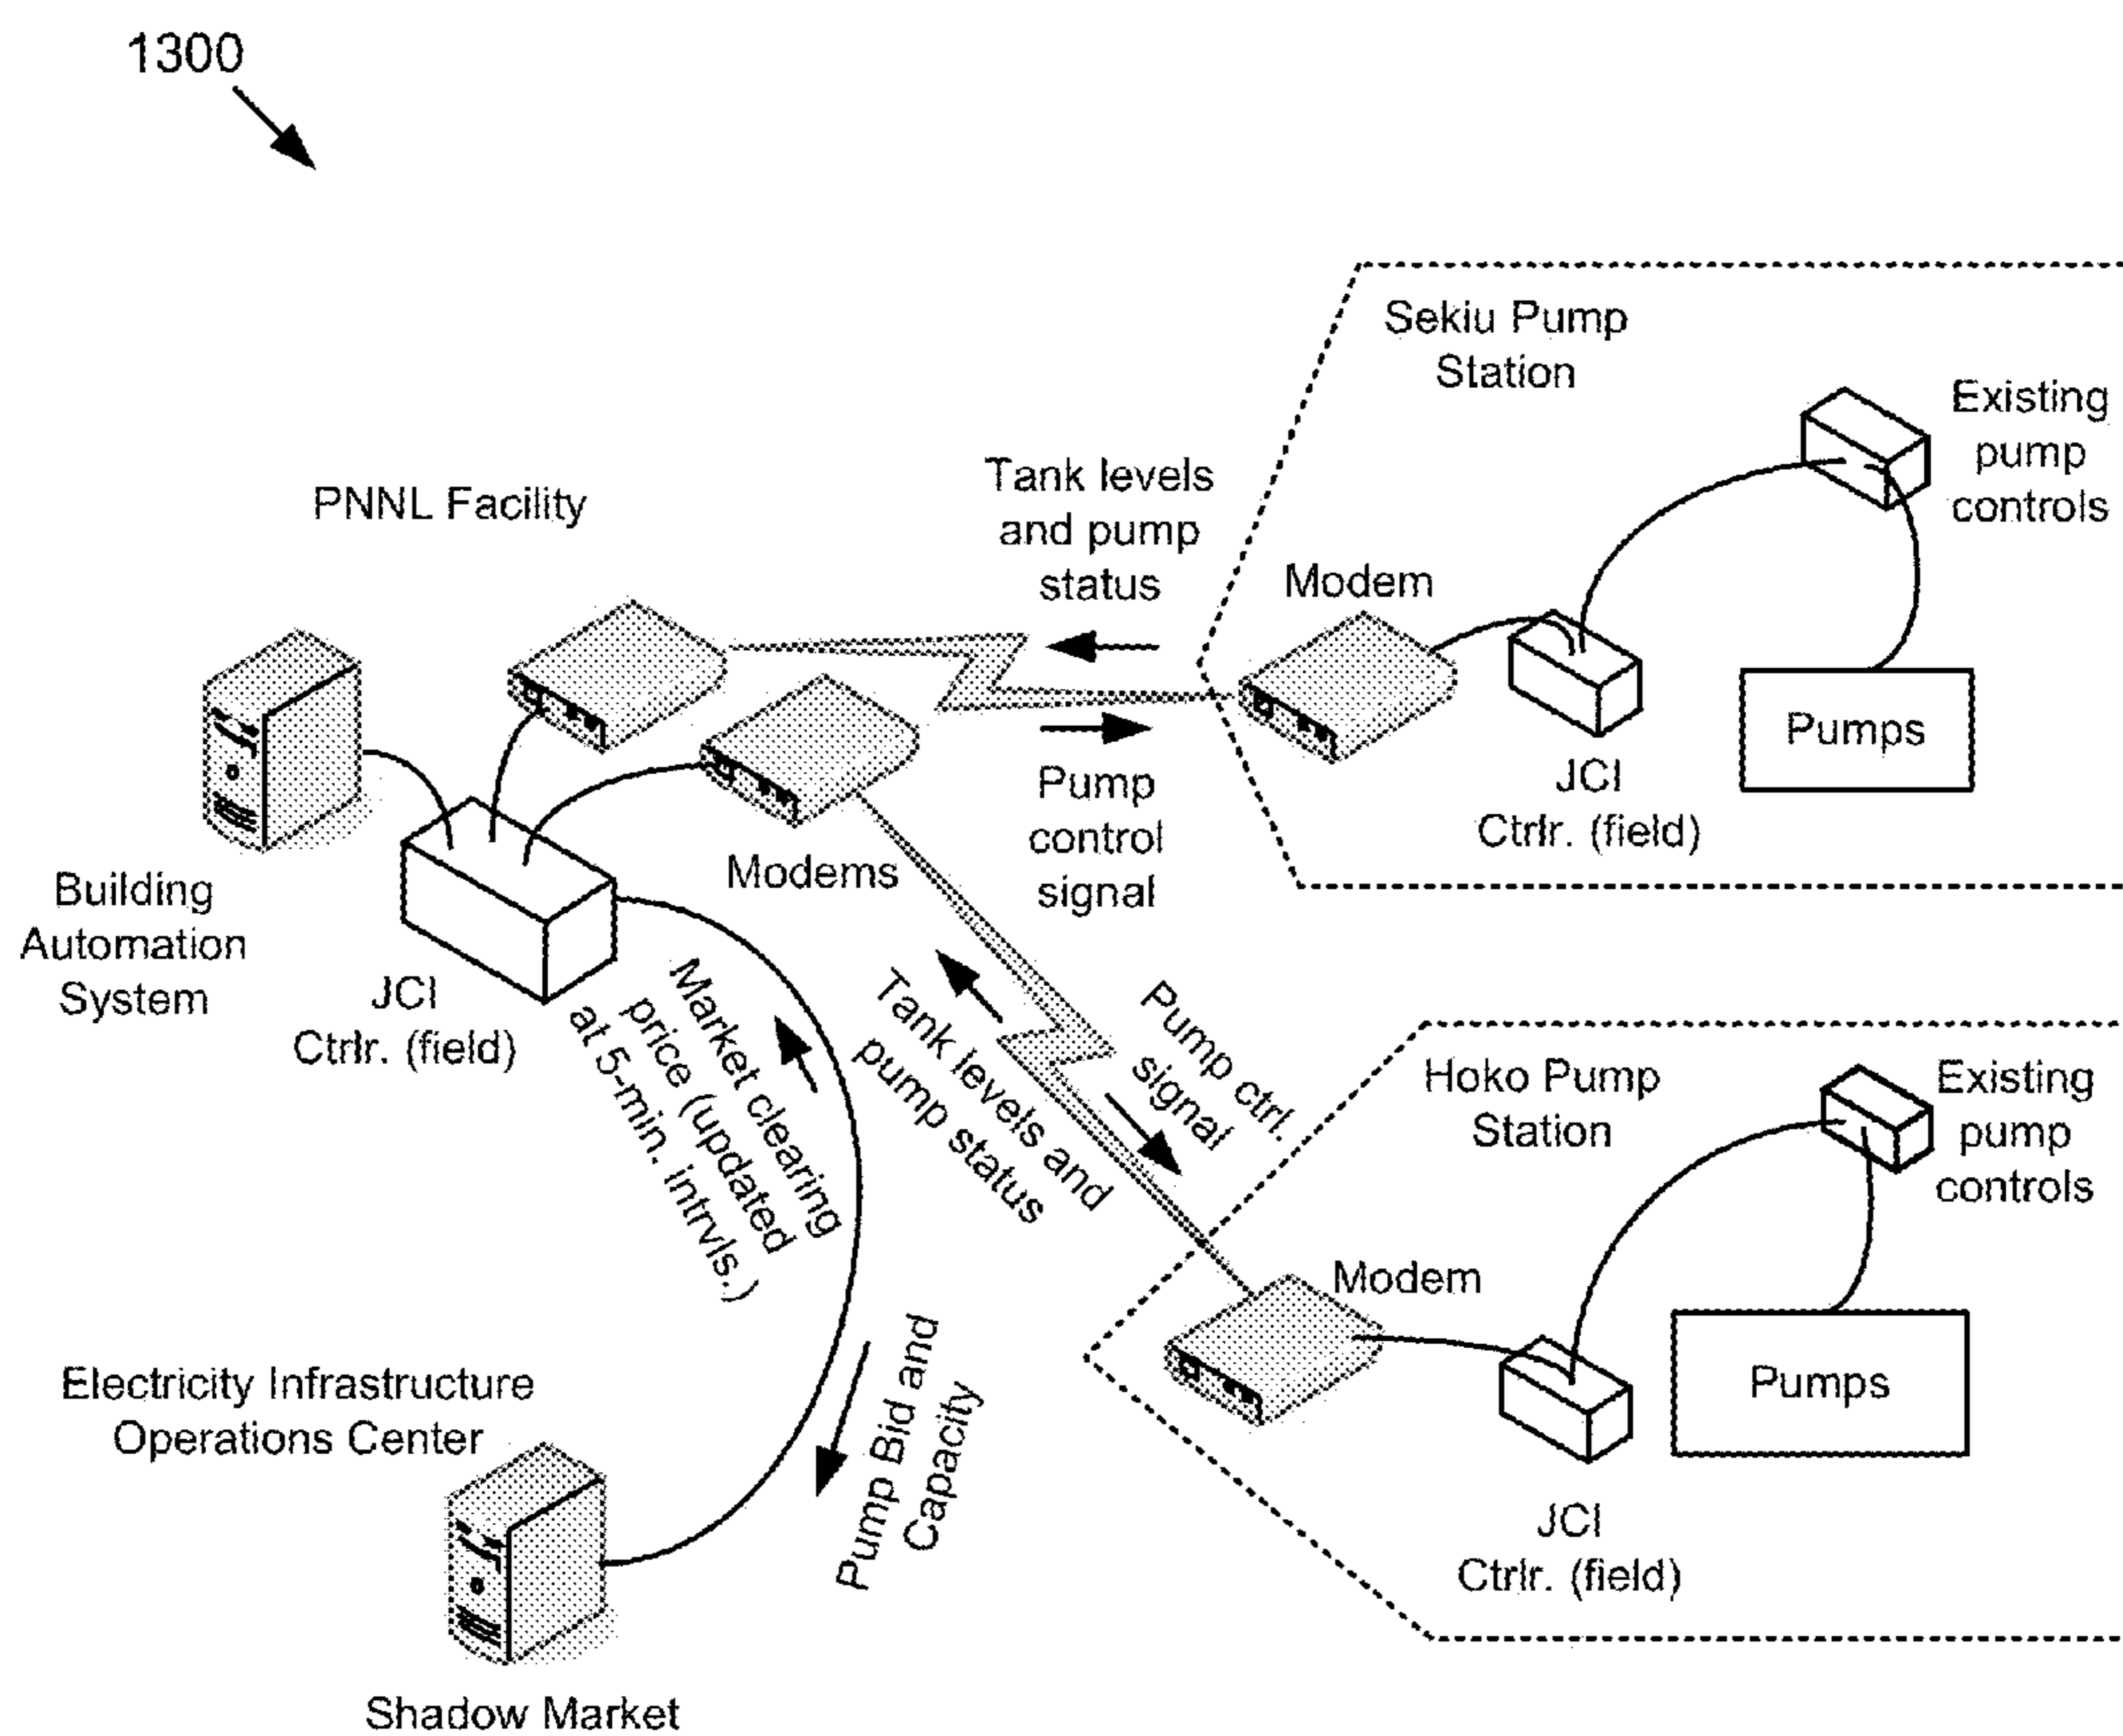 1300
Sekiu Pump
Station
Existing
pump
controls
Tank levels
and pump
status
PNNL Facility
Modem
Pumps
JCI
Ctrlr. (field)
Pump
control
signal
Modems
Building
Automation
System
JCI
Ctrlr. (field)
Market clearing
price (updated
at 5-min. intrvls.)
Tank levels and
pump status
Pump ctrl.
signal
Hoko Pump
Station
Existing
pump
controls
Modem
Pumps
JCI
Ctrlr. (field)
Pump Bid and
Capacity
Electricity Infrastructure
Operations Center
Shadow Market